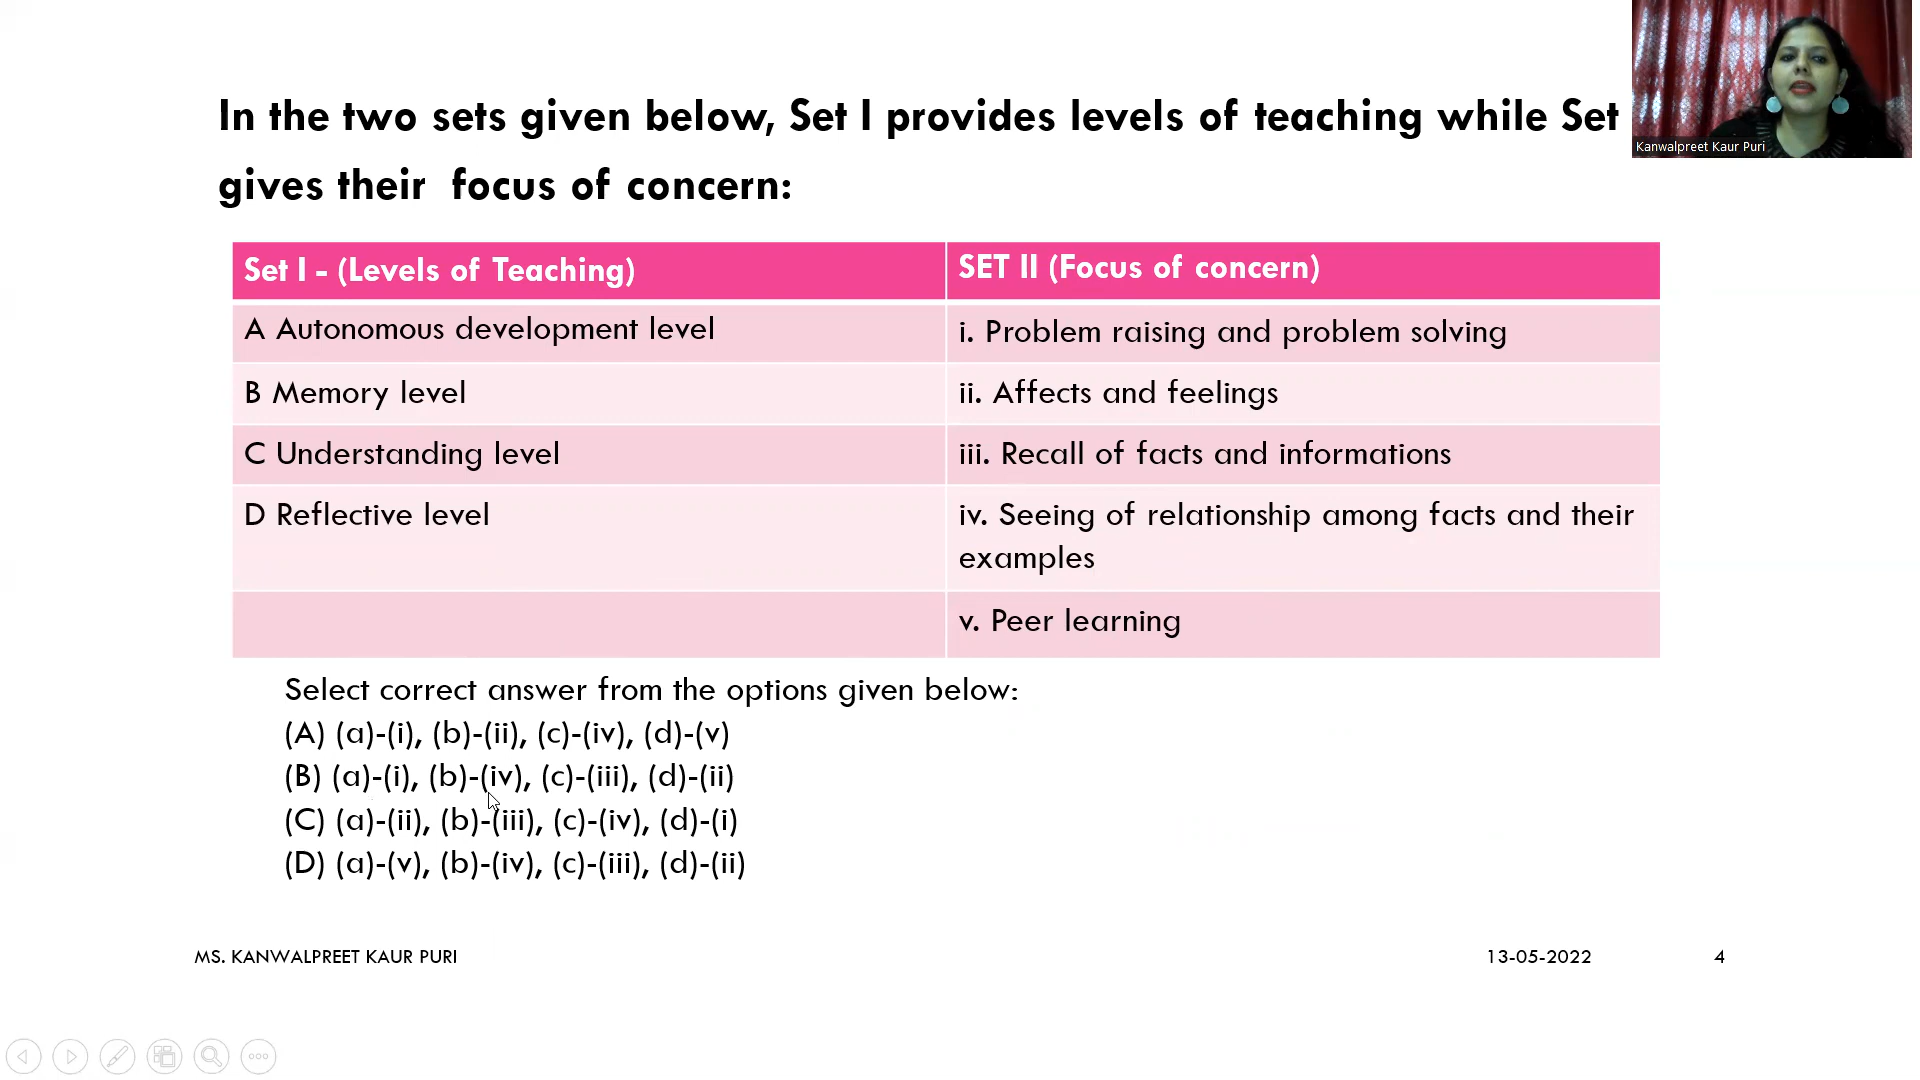 In the two sets given below, Set I provides levels of teaching while Set
gives their focus of concern:
Kanwalpreet Kaur Puri
Set I - (Levels of Teaching)
SET II (Focus of concern)
A Autonomous development level
i. Problem raising and problem solving
B Memory level
ii. Affects and feelings
C Understanding level
iii. Recall of facts and informations
D Reflective level
iv. Seeing of relationship among facts and their
examples
v. Peer learning
Select correct answer from the options given below:
(A) (a)-(i), (b)-(ii), (c)-(iv), (d)-(v)
(B) (a)-(i), (b)-(iv), (c)-(iii), (d)-(ii)
(C) (a)-(ii), (b)-(iii), (c)-(iv), (d)-(i)
(D) (a)-(v), (b)-(iv), (c)-(iii), (d)-(ii)
MS. KANWALPREET KAUR PURI
13-05-2022
4